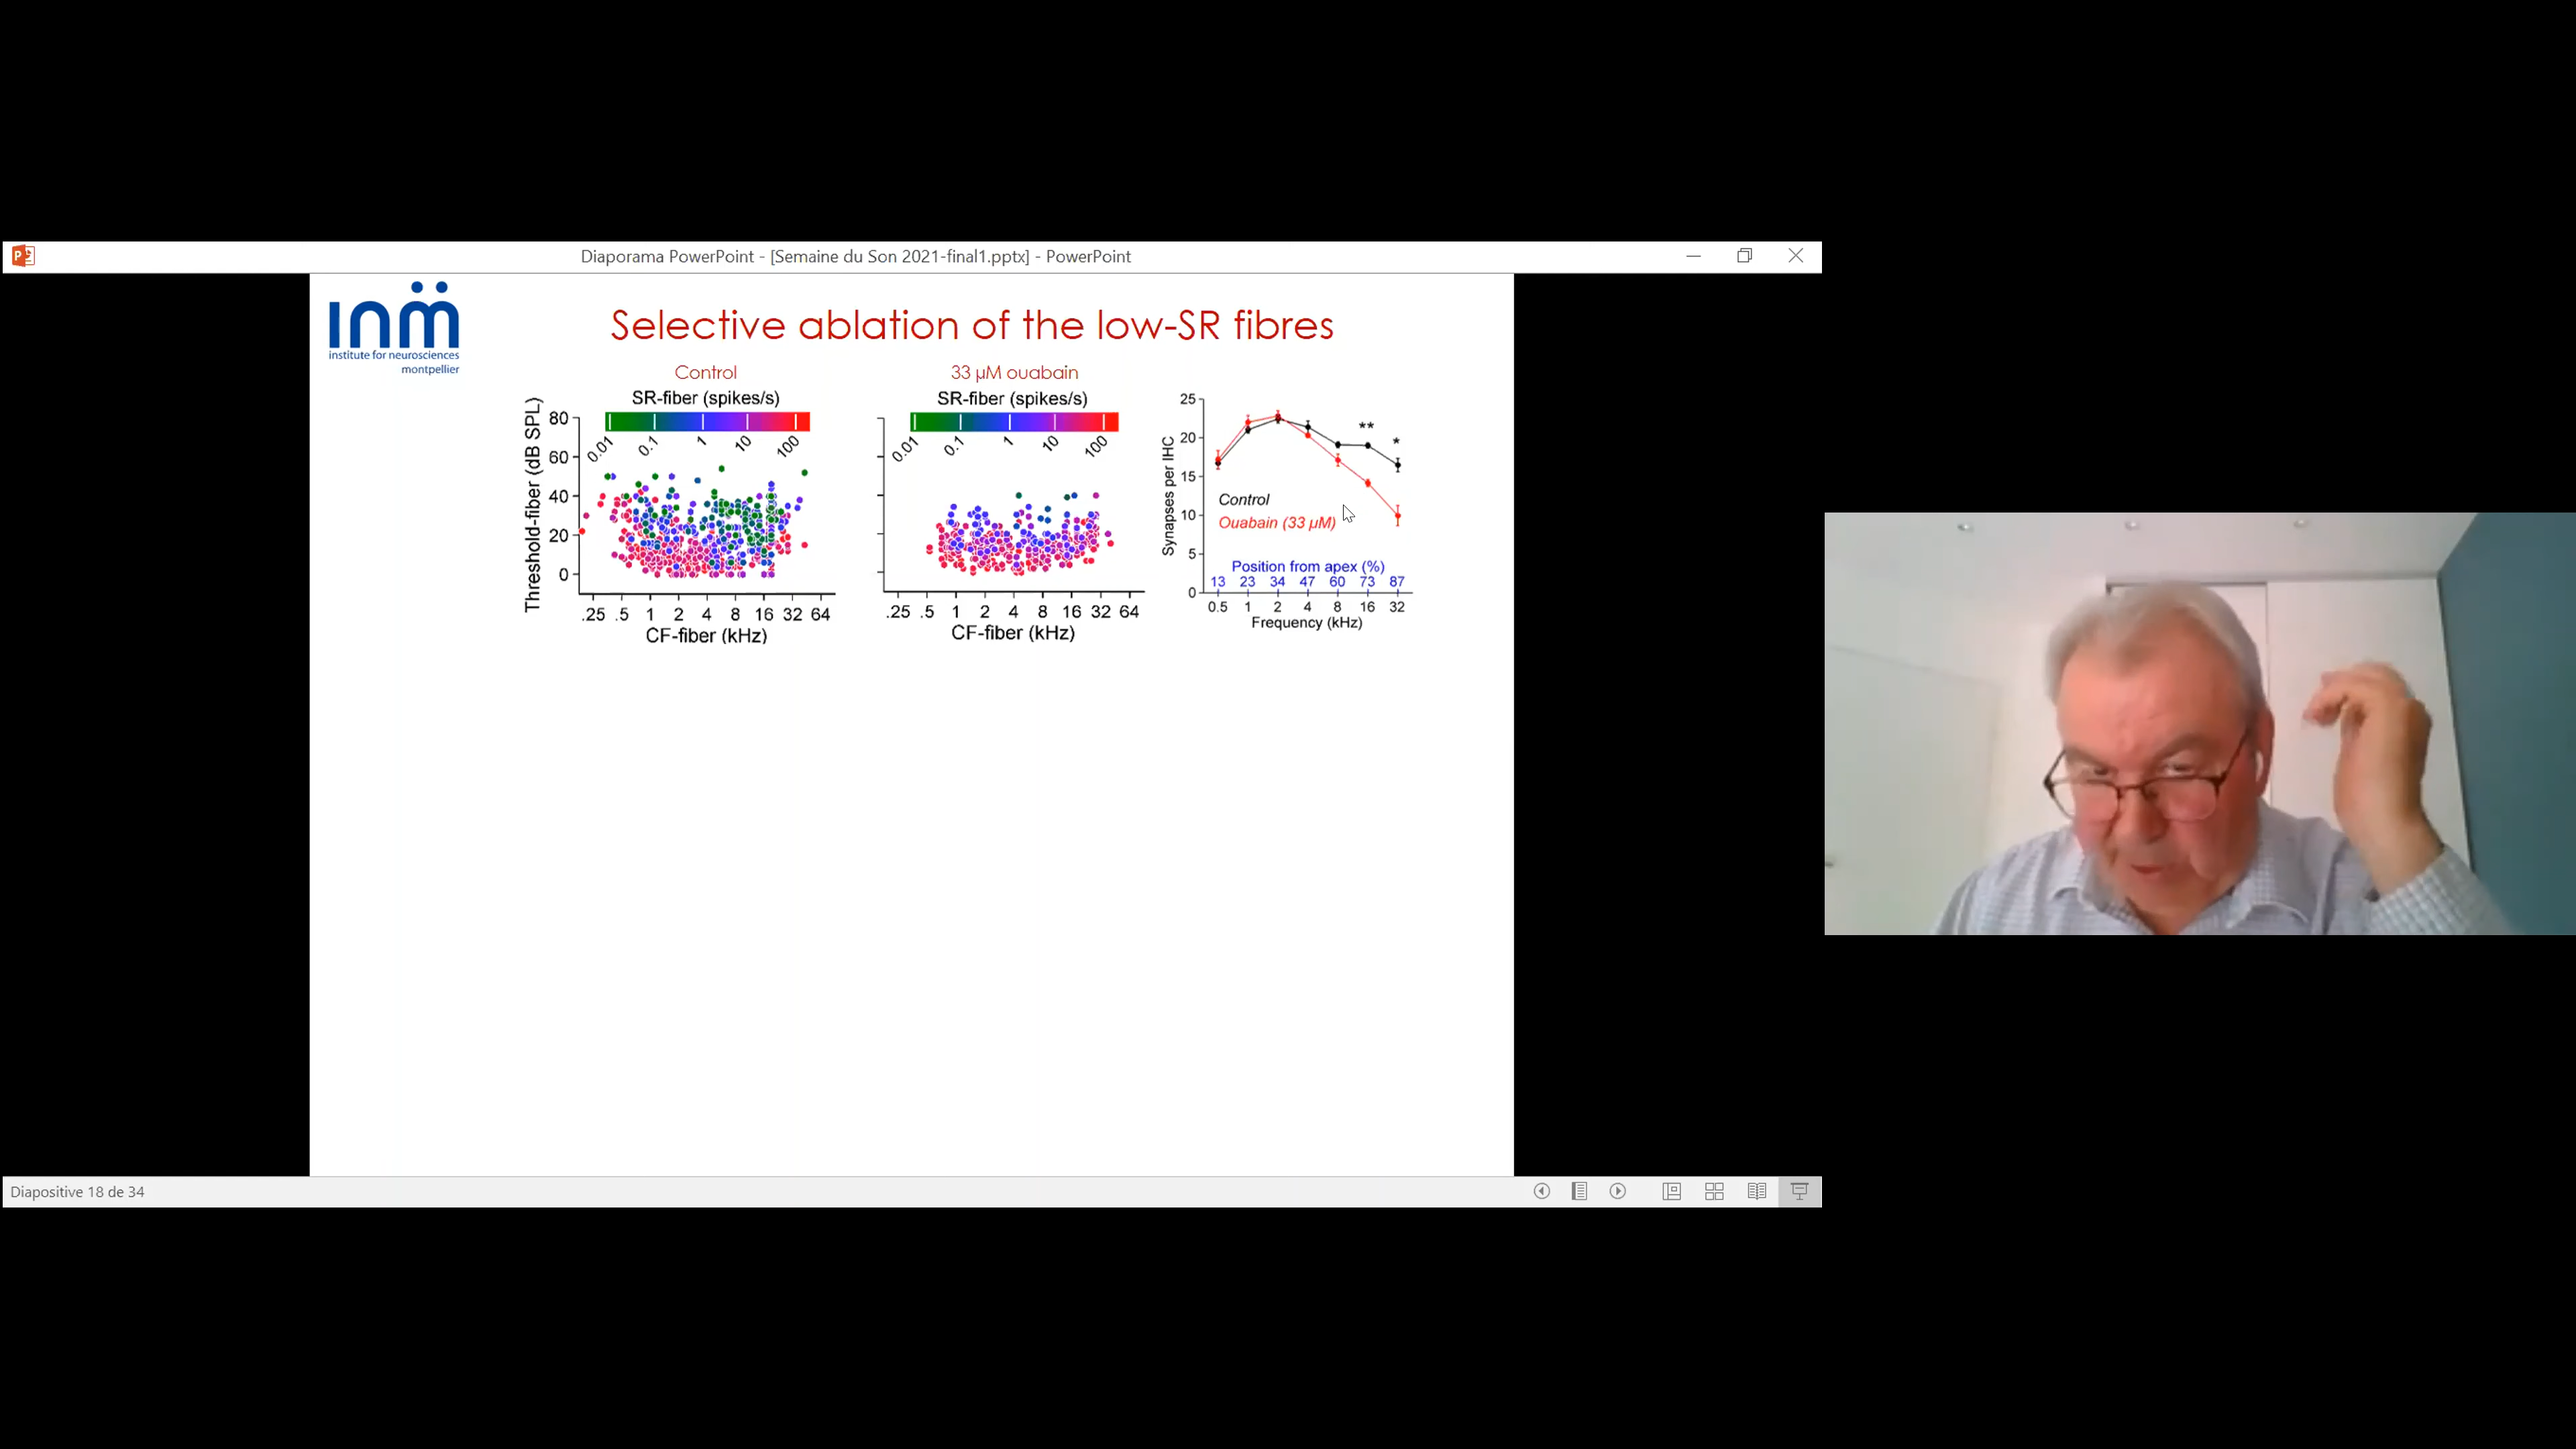 Diaporama PowerPoint - [Semaine du Son 2021-final1.pptx] - PowerPoint
inm
institute for neurosciences
montpellier
Selective ablation of the low-SR fibres
Control
SR-fiber (spikes/s)
0.01 0.1 1 10 100
Threshold-fiber (dB SPL)
80
60
40
20
0
.25 .5 1 2 4 8 16 32 64
CF-fiber (kHz)
33 µM ouabain
SR-fiber (spikes/s)
0.01 0.1 1 10 100
.25 .5 1 2 4 8 16 32 64
CF-fiber (kHz)
Synapses per IHC
25
20
15
10
5
0
** *
Control
Ouabain (33 µM)
Position from apex (%)
13 23 34 47 60 73 87
0.5 1 2 4 8 16 32
Frequency (kHz)
Diapositive 18 de 34